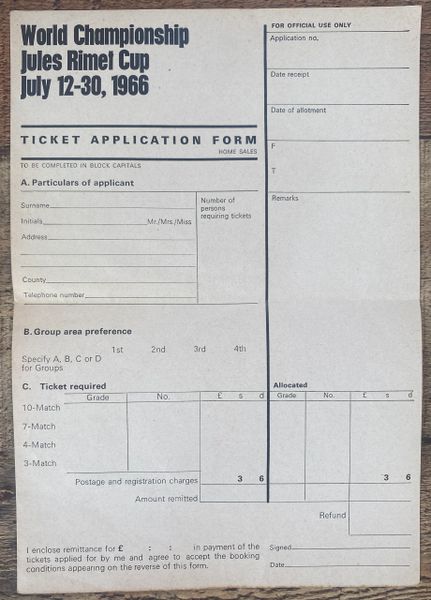 World Championship
Jules Rimet Cup
July 12-30, 1966
TICKET APPLICATION FORM
HOME SALES
TO BE COMPLETED IN BLOCK CAPITALS
A. Particulars of applicant
Surname
Initials Mr./Mrs./Miss
Address
County
Telephone number
Number of
persons
requiring tickets
B. Group area preference
1st 2nd 3rd 4th
Specify A, B, C or D
for Groups
C. Ticket required
Grade No. £ s d
10-Match
7-Match
4-Match
3-Match
Postage and registration charges 3 6
Amount remitted
I enclose remittance for £ : : in payment of the
tickets applied for by me and agree to accept the booking
conditions appearing on the reverse of this form.
FOR OFFICIAL USE ONLY
Application no.
Date receipt
Date of allotment
F
T
Remarks
Allocated
Grade No. £ s d
3 6
Refund
Signed
Date